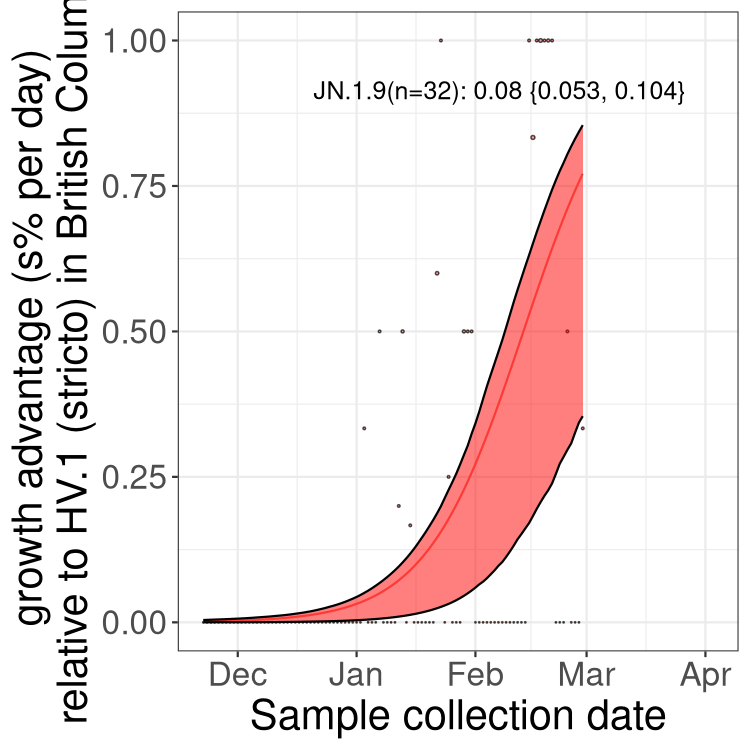 growth advantage (s% per day)
relative to HV.1 (stricto) in British Colum
1.00
0.75
0.50
0.25
0.00
JN.1.9(n=32): 0.08 {0.053, 0.104}
Dec Jan Feb Mar Apr
Sample collection date